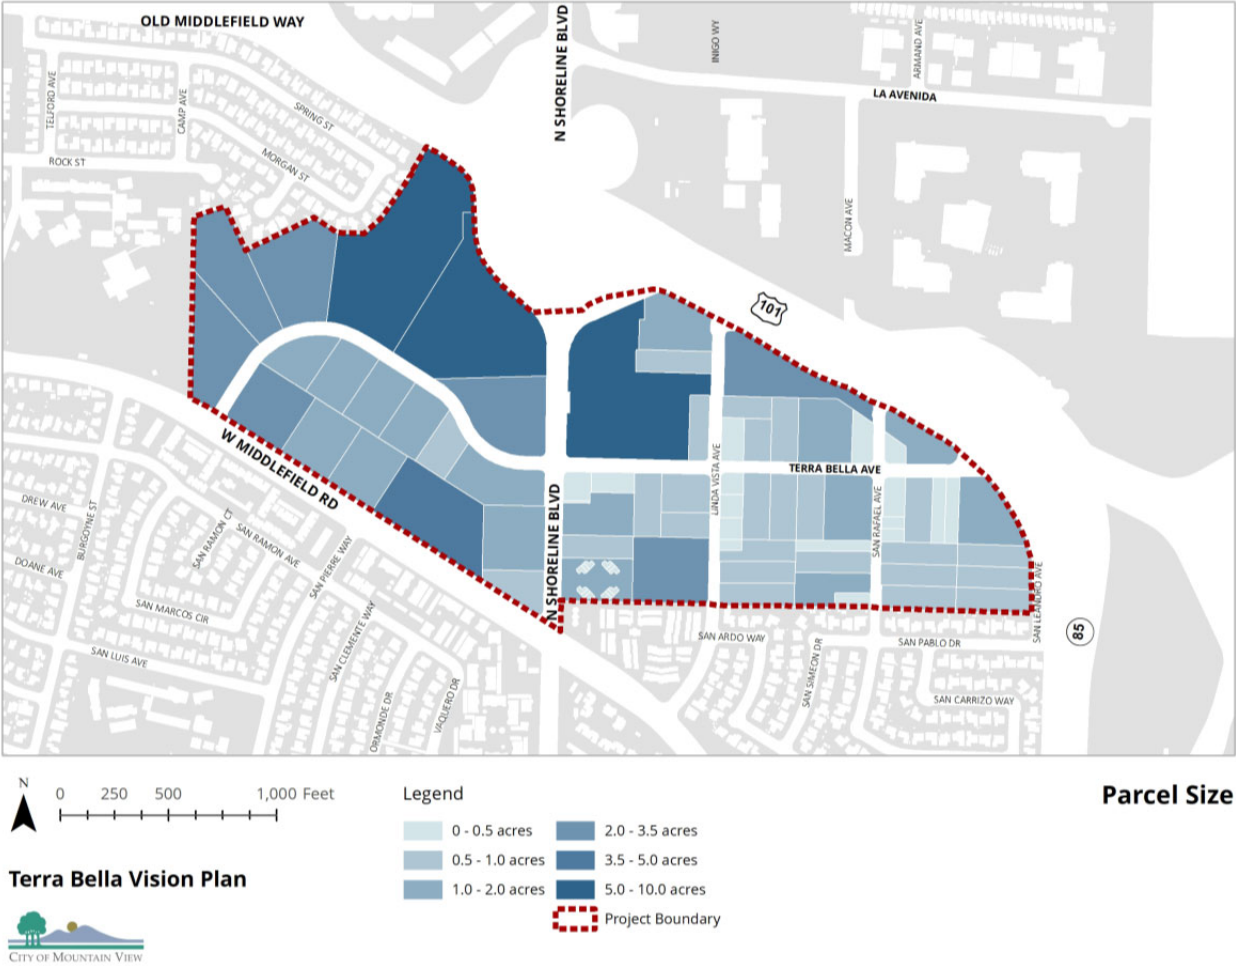 OLD MIDDLEFIELD WAY
N SHORELINE BLVD
INIGO WY
ARMAND AVE
LA AVENIDA
TELFORD AVE
CAMP AVE
SPRING ST
MORGAN ST
ROCK ST
MACON AVE
101
W MIDDLEFIELD RD
N SHORELINE BLVD
LINDA VISTA AVE
TERRA BELLA AVE
SAN RAFAEL AVE
SAN LEANDRO AVE
85
DREW AVE
BURGOYNE ST
DOANE AVE
SAN RAMON CT
SAN RAMON AVE
SAN PIERRE WAY
SAN MARCOS CIR
SAN LUIS AVE
SAN CLEMENTE WAY
ORMONDE DR
VAQUERO DR
SAN ARDO WAY
SAN SIMEON DR
SAN PABLO DR
SAN CARRIZO WAY
N
0 250 500 1,000 Feet
Terra Bella Vision Plan
CITY OF MOUNTAIN VIEW
Legend
0 - 0.5 acres
0.5 - 1.0 acres
1.0 - 2.0 acres
2.0 - 3.5 acres
3.5 - 5.0 acres
5.0 - 10.0 acres
Project Boundary
Parcel Size